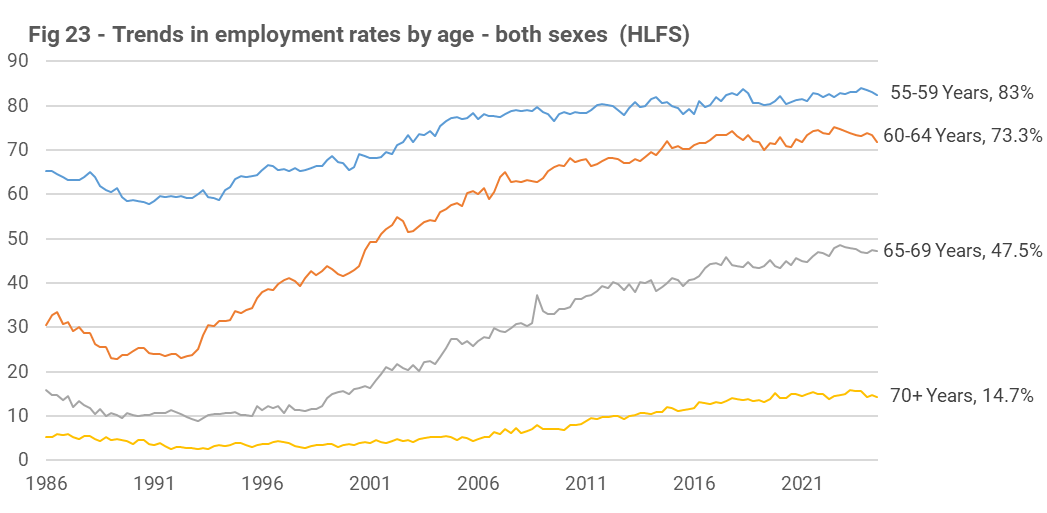 Fig 23 - Trends in employment rates by age - both sexes (HLFS)
90
80
70
60
50
40
30
20
10
0
55-59 Years, 83%
60-64 Years, 73.3%
65-69 Years, 47.5%
70+ Years, 14.7%
1986 1991 1996 2001 2006 2011 2016 2021